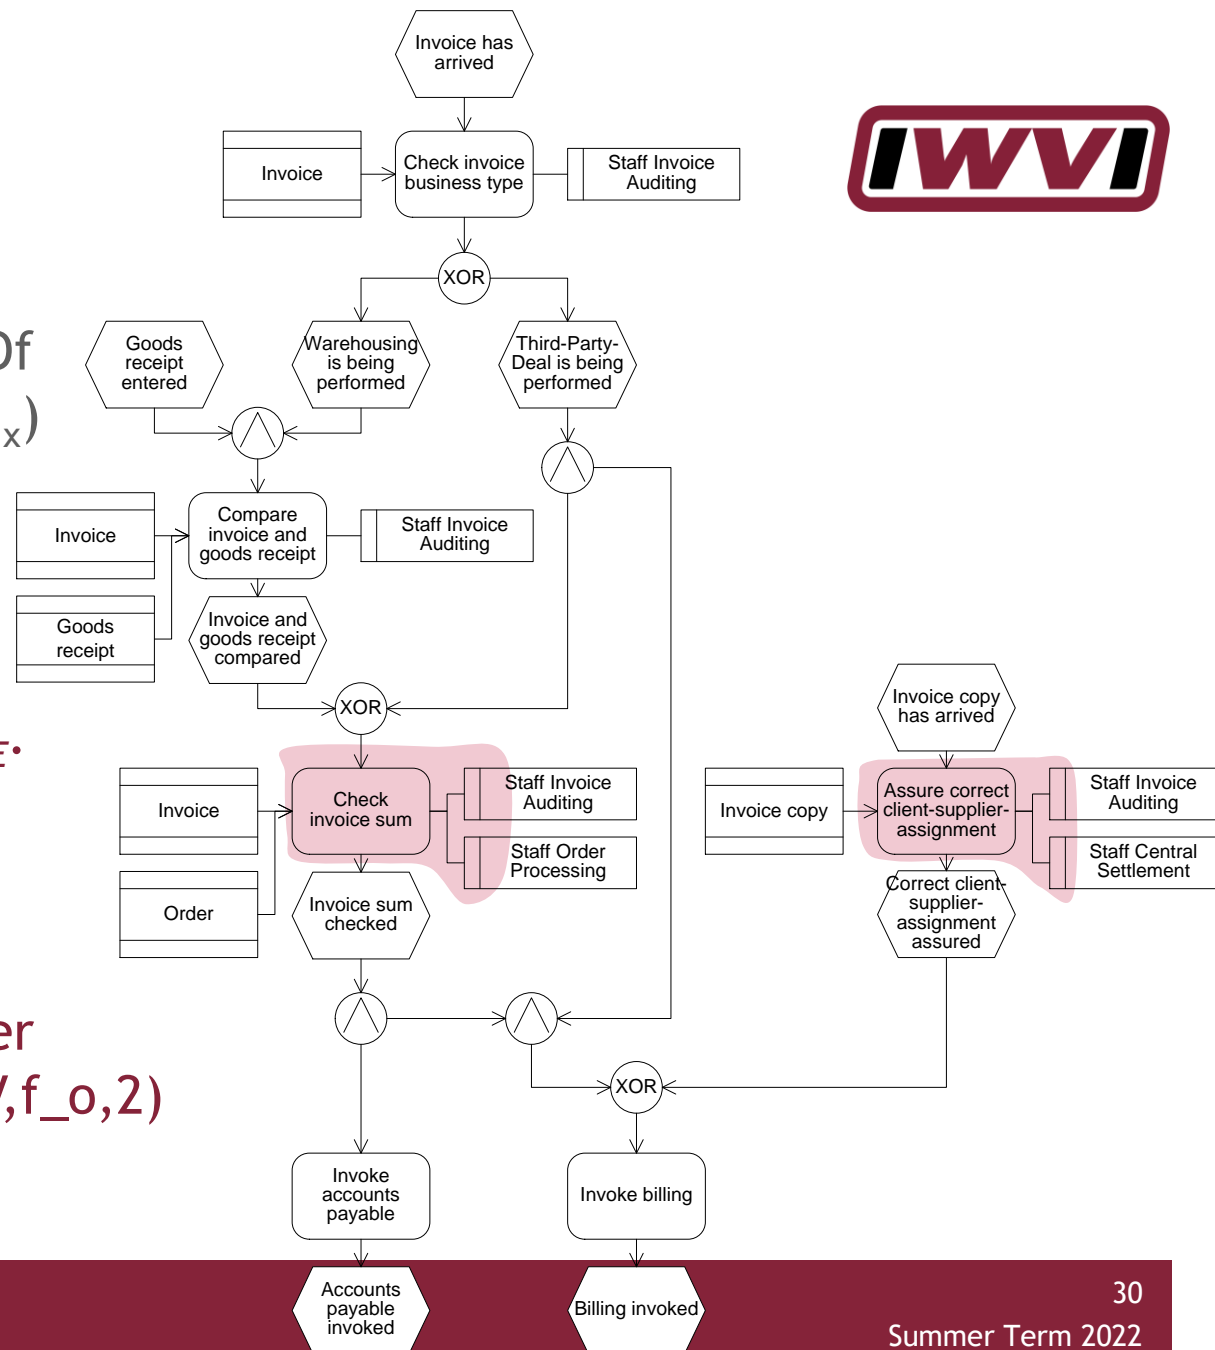 Invoice has
arrived
Invoice
Check invoice
business type
Staff Invoice
Auditing
IWVI
XOR
Of
x)
Goods
receipt
entered
Warehousing
is being
performed
Third-Party-
Deal is being
performed
Invoice
Compare
invoice and
goods receipt
Staff Invoice
Auditing
Goods
receipt
Invoice and
goods receipt
compared
XOR
Invoice copy
has arrived
E.
Invoice
Check
invoice sum
Staff Invoice
Auditing
Staff Order
Processing
Invoice copy
Assure correct
client-supplier-
assignment
Staff Invoice
Auditing
Staff Central
Settlement
Order
Invoice sum
checked
Correct client-
supplier-
assignment
assured
er
,f_o,2)
XOR
Invoke
accounts
payable
Invoke billing
Accounts
payable
invoked
Billing invoked
30
Summer Term 2022